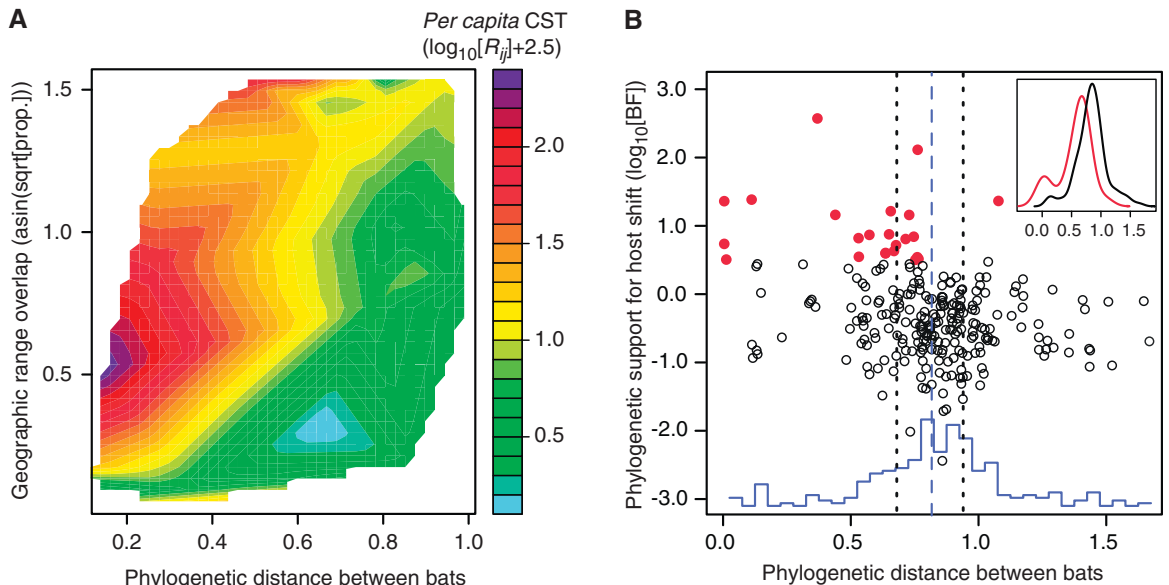 A
Per capita CST
(log10[Rij]+2.5)
Geographic range overlap (asin(sqrt[prop.]))
1.5
1.0
0.5
0.2
0.4
0.6
0.8
1.0
Phylogenetic distance between bats
2.0
1.5
1.0
0.5
B
Phylogenetic support for host shift (log10[BF])
3.0
2.0
1.0
0.0
-1.0
-2.0
-3.0
0.0
0.5
1.0
1.5
Phylogenetic distance between bats
0.0 0.5 1.0 1.5